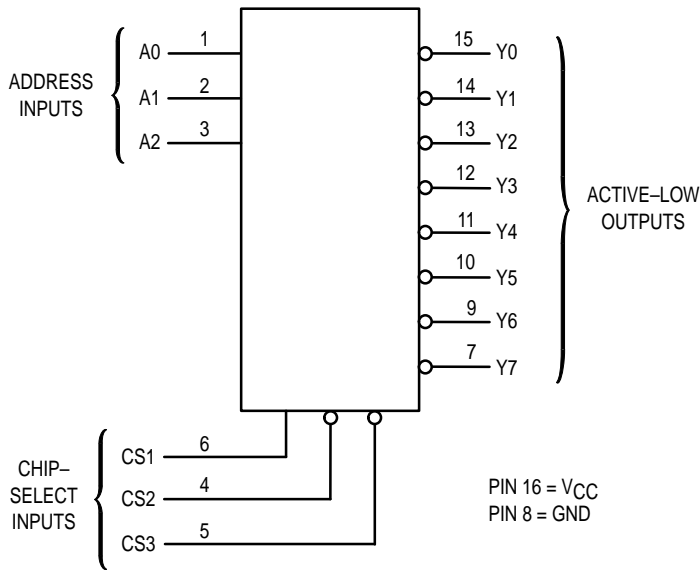 ADDRESS
INPUTS
A0 1
A1 2
A2 3
15 Y0
14 Y1
13 Y2
12 Y3
11 Y4
10 Y5
9 Y6
7 Y7
ACTIVE–LOW
OUTPUTS
CHIP–
SELECT
INPUTS
CS1 6
CS2 4
CS3 5
PIN 16 = VCC
PIN 8 = GND